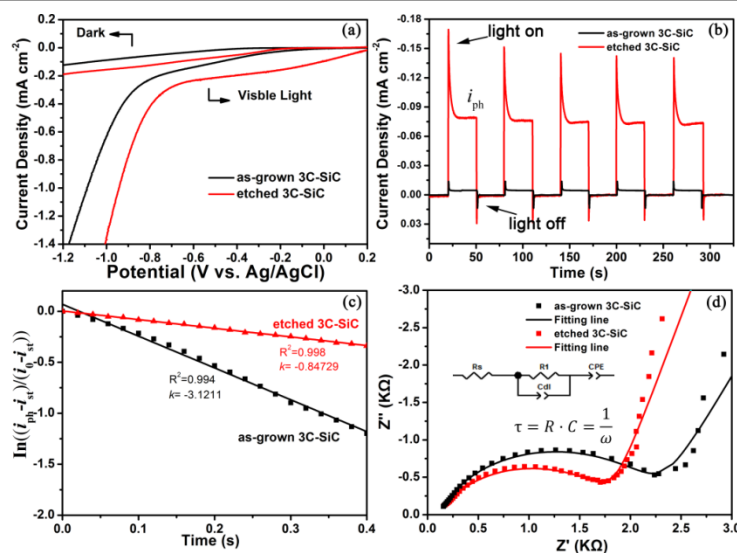 (a)
Dark
Visble Light
as-grown 3C-SiC
etched 3C-SiC
0.0
-0.2
-0.4
-0.6
-0.8
-1.0
-1.2
-1.4
-1.2 -1.0 -0.8 -0.6 -0.4 -0.2 0.0 0.2
Current Density (mA cm⁻²)
Potential (V vs. Ag/AgCl)
(b)
as-grown 3C-SiC
etched 3C-SiC
light on
iph
light off
-0.18
-0.15
-0.12
-0.09
-0.06
-0.03
0.00
0.03
0 50 100 150 200 250 300
Current Density (mA cm⁻²)
Time (s)
(c)
etched 3C-SiC
R²=0.998
k= -0.84729
R²=0.994
k= -3.1211
as-grown 3C-SiC
0.0
-0.5
-1.0
-1.5
-2.0
0.0 0.1 0.2 0.3 0.4
In((iph-ist)/(i0-ist))
Time (s)
(d)
as-grown 3C-SiC
Fitting line
etched 3C-SiC
Fitting line
Rs
R1
CPE
Cdl
τ = R · C = 1/ω
-3.0
-2.5
-2.0
-1.5
-1.0
-0.5
0.0
0.0 0.5 1.0 1.5 2.0 2.5 3.0
Z'' (KΩ)
Z' (KΩ)